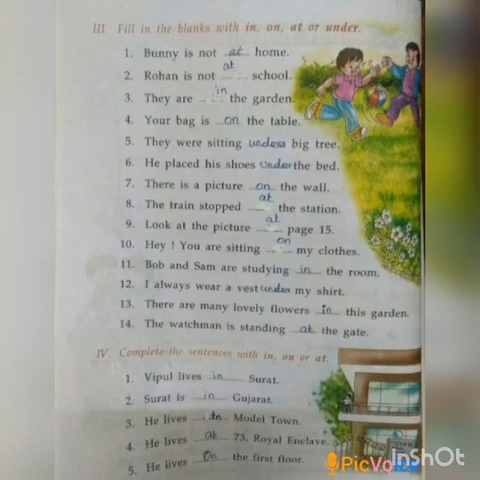 III. Fill in the blanks with in, on, at or under.
1. Bunny is not at home.
2. Rohan is not at school.
3. They are in the garden.
4. Your bag is on the table.
5. They were sitting under a big tree.
6. He placed his shoes under the bed.
7. There is a picture on the wall.
8. The train stopped at the station.
9. Look at the picture at page 15.
10. Hey ! You are sitting on my clothes.
11. Bob and Sam are studying in the room.
12. I always wear a vest under my shirt.
13. There are many lovely flowers in this garden.
14. The watchman is standing at the gate.
IV. Complete the sentences with in, on or at.
1. Vipul lives in Surat.
2. Surat is in Gujarat.
3. He lives in Model Town.
4. He lives at 73, Royal Enclave.
5. He lives on the first floor.
InShOt